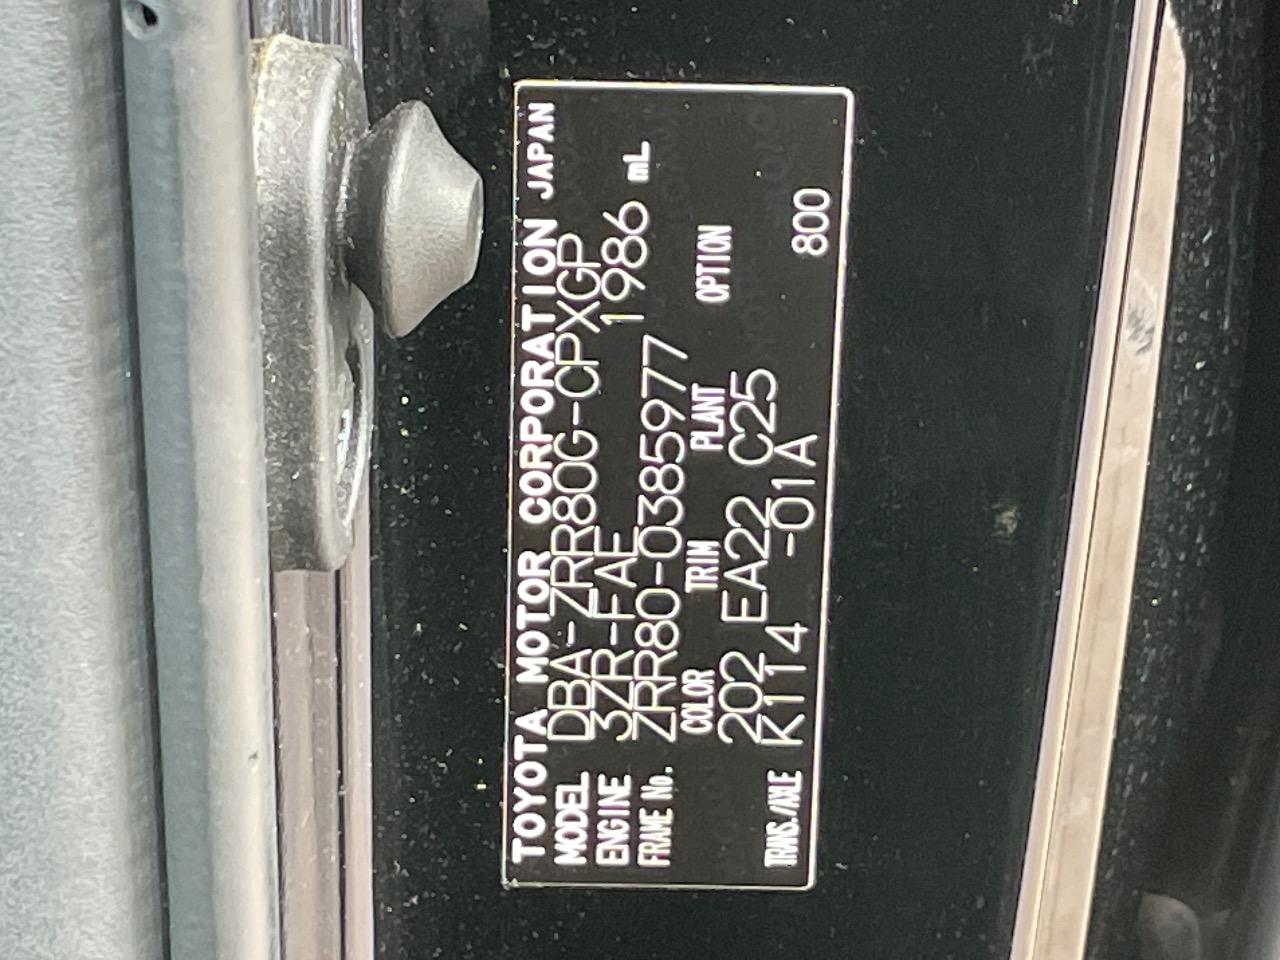 TOYOTA MOTOR CORPORATION JAPAN
MODEL DBA-ZRR80G-CPXGP
ENGINE 3ZR-FAE 1986 mL
FRAME No. ZRR80-0385977
COLOR TRIM PLANT OPTION
202 EA22 C25
TRANS./AXLE K114 -01A 800